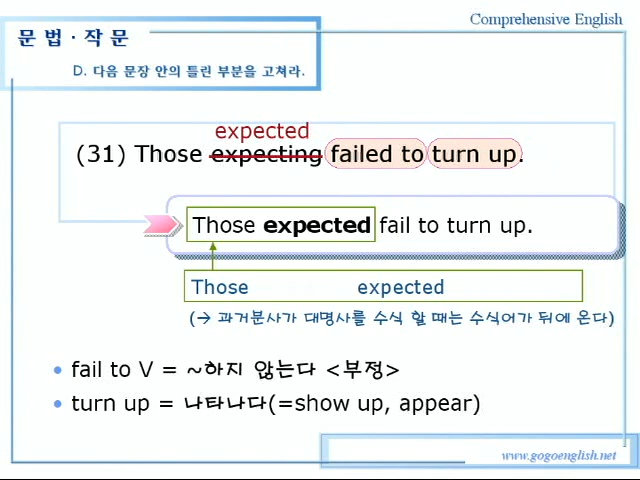 Comprehensive English
문 법 · 작 문
D. 다음 문장 안의 틀린 부분을 고쳐라.
expected
(31) Those expecting failed to turn up.
Those expected fail to turn up.
Those expected
(→ 과거분사가 대명사를 수식 할 때는 수식어가 뒤에 온다)
• fail to V = ~하지 않는다 <부정>
• turn up = 나타나다(=show up, appear)
www.gogoenglish.net